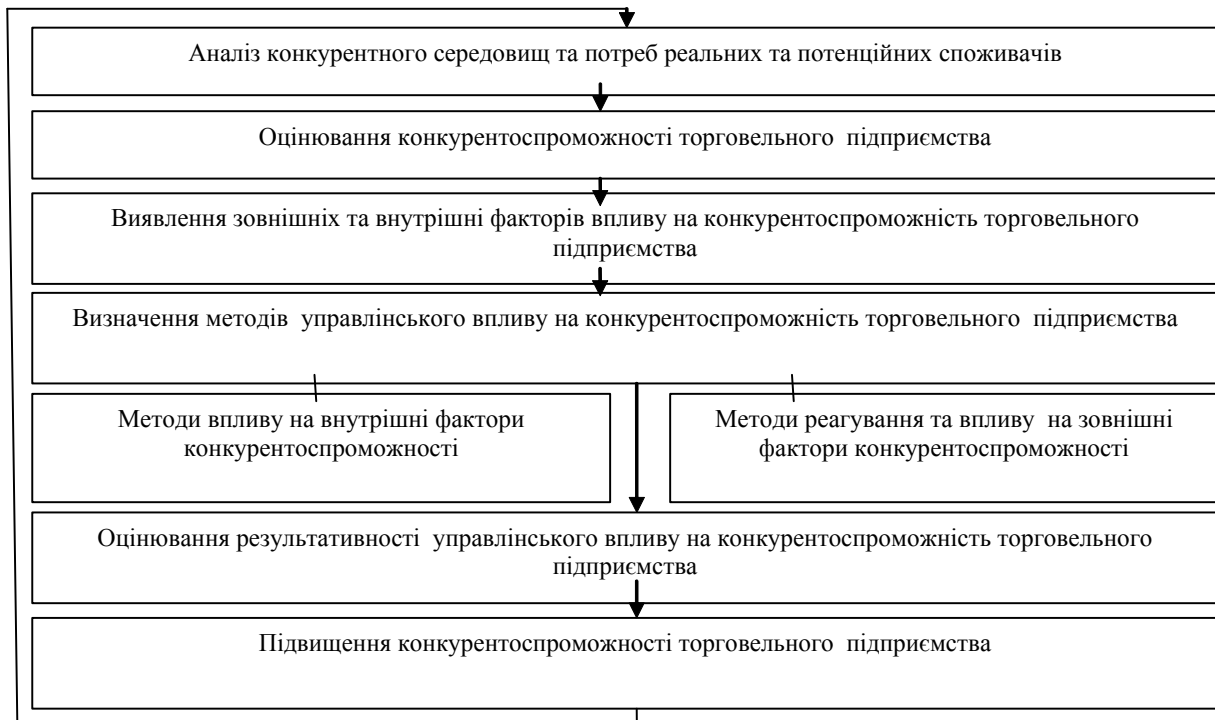 Аналіз конкурентного середовищ та потреб реальних та потенційних споживачів
Оцінювання конкурентоспроможності торговельного підприємства
Виявлення зовнішніх та внутрішні факторів впливу на конкурентоспроможність торговельного
підприємства
Визначення методів управлінського впливу на конкурентоспроможність торговельного підприємства
Методи впливу на внутрішні фактори
конкурентоспроможності
Методи реагування та впливу на зовнішні
фактори конкурентоспроможності
Оцінювання результативності управлінського впливу на конкурентоспроможність торговельного
підприємства
Підвищення конкурентоспроможності торговельного підприємства